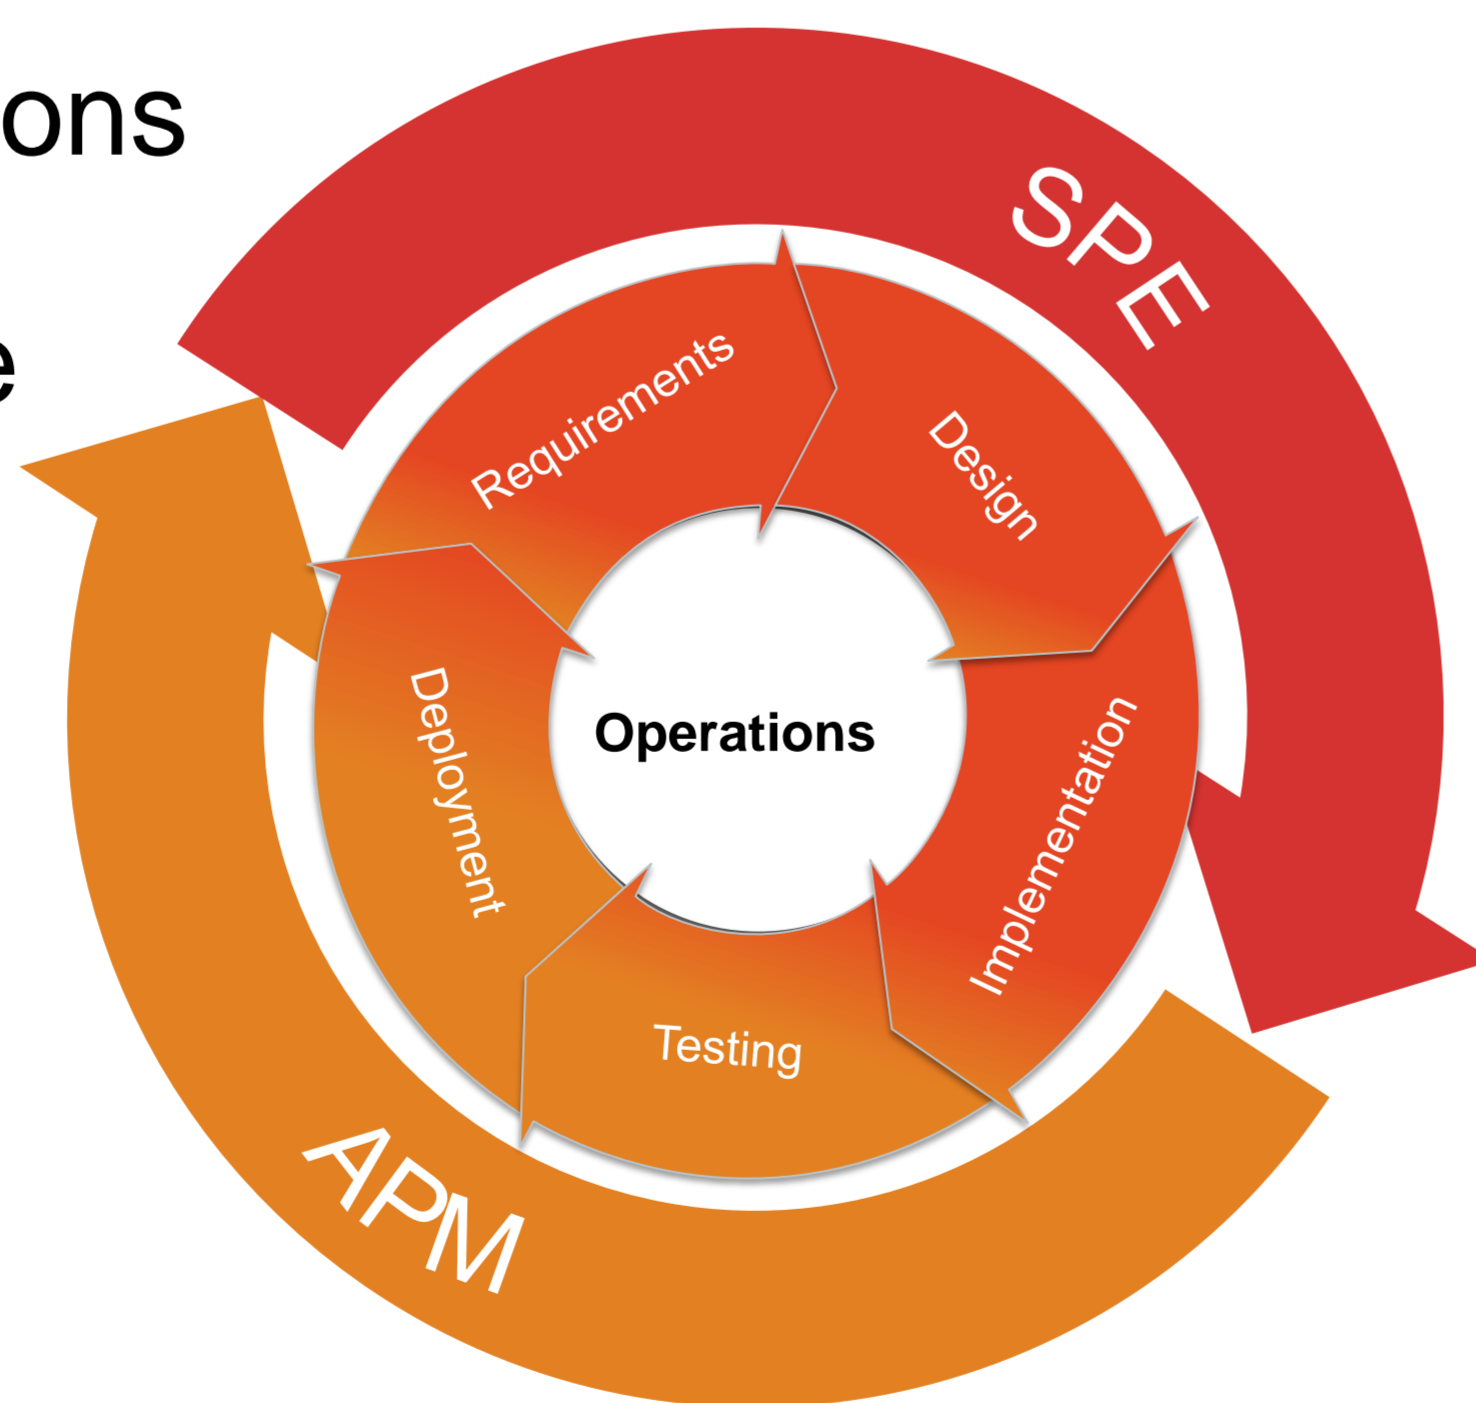 ons
e
SPE
Requirements
Design
Implementation
Testing
Deployment
Operations
APM